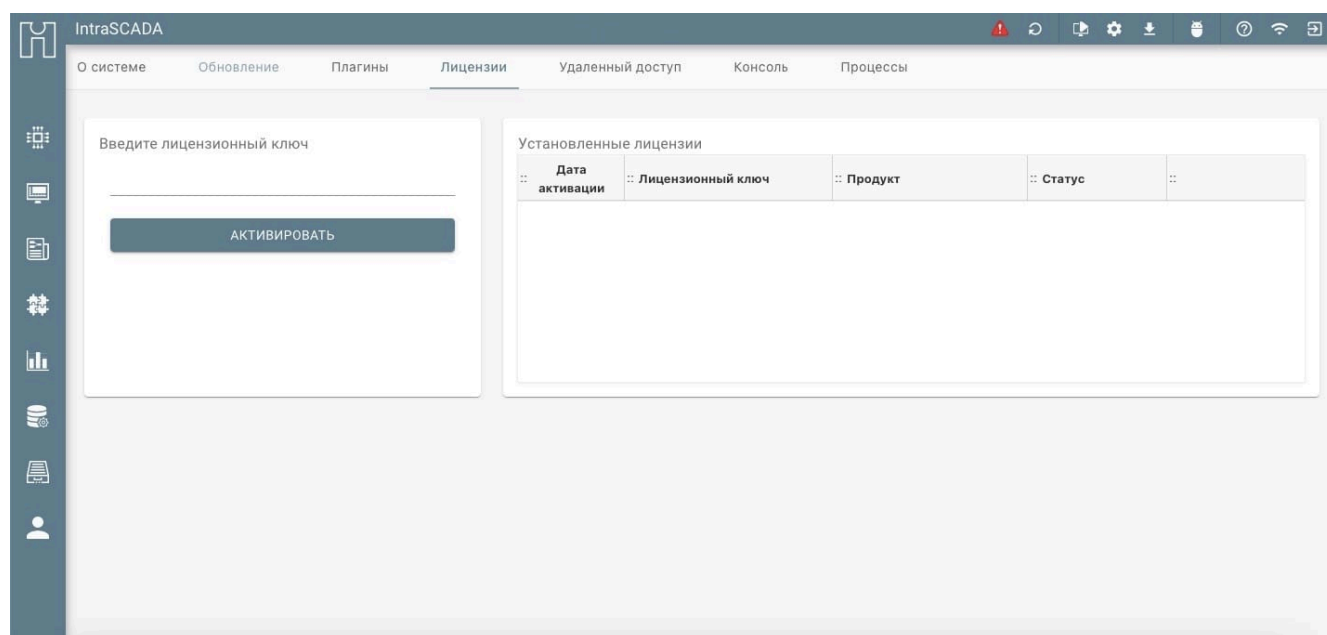 IntraSCADA
О системе Обновление Плагины Лицензии Удаленный доступ Консоль Процессы
Введите лицензионный ключ
АКТИВИРОВАТЬ
Установленные лицензии
:: Дата активации :: Лицензионный ключ :: Продукт :: Статус ::